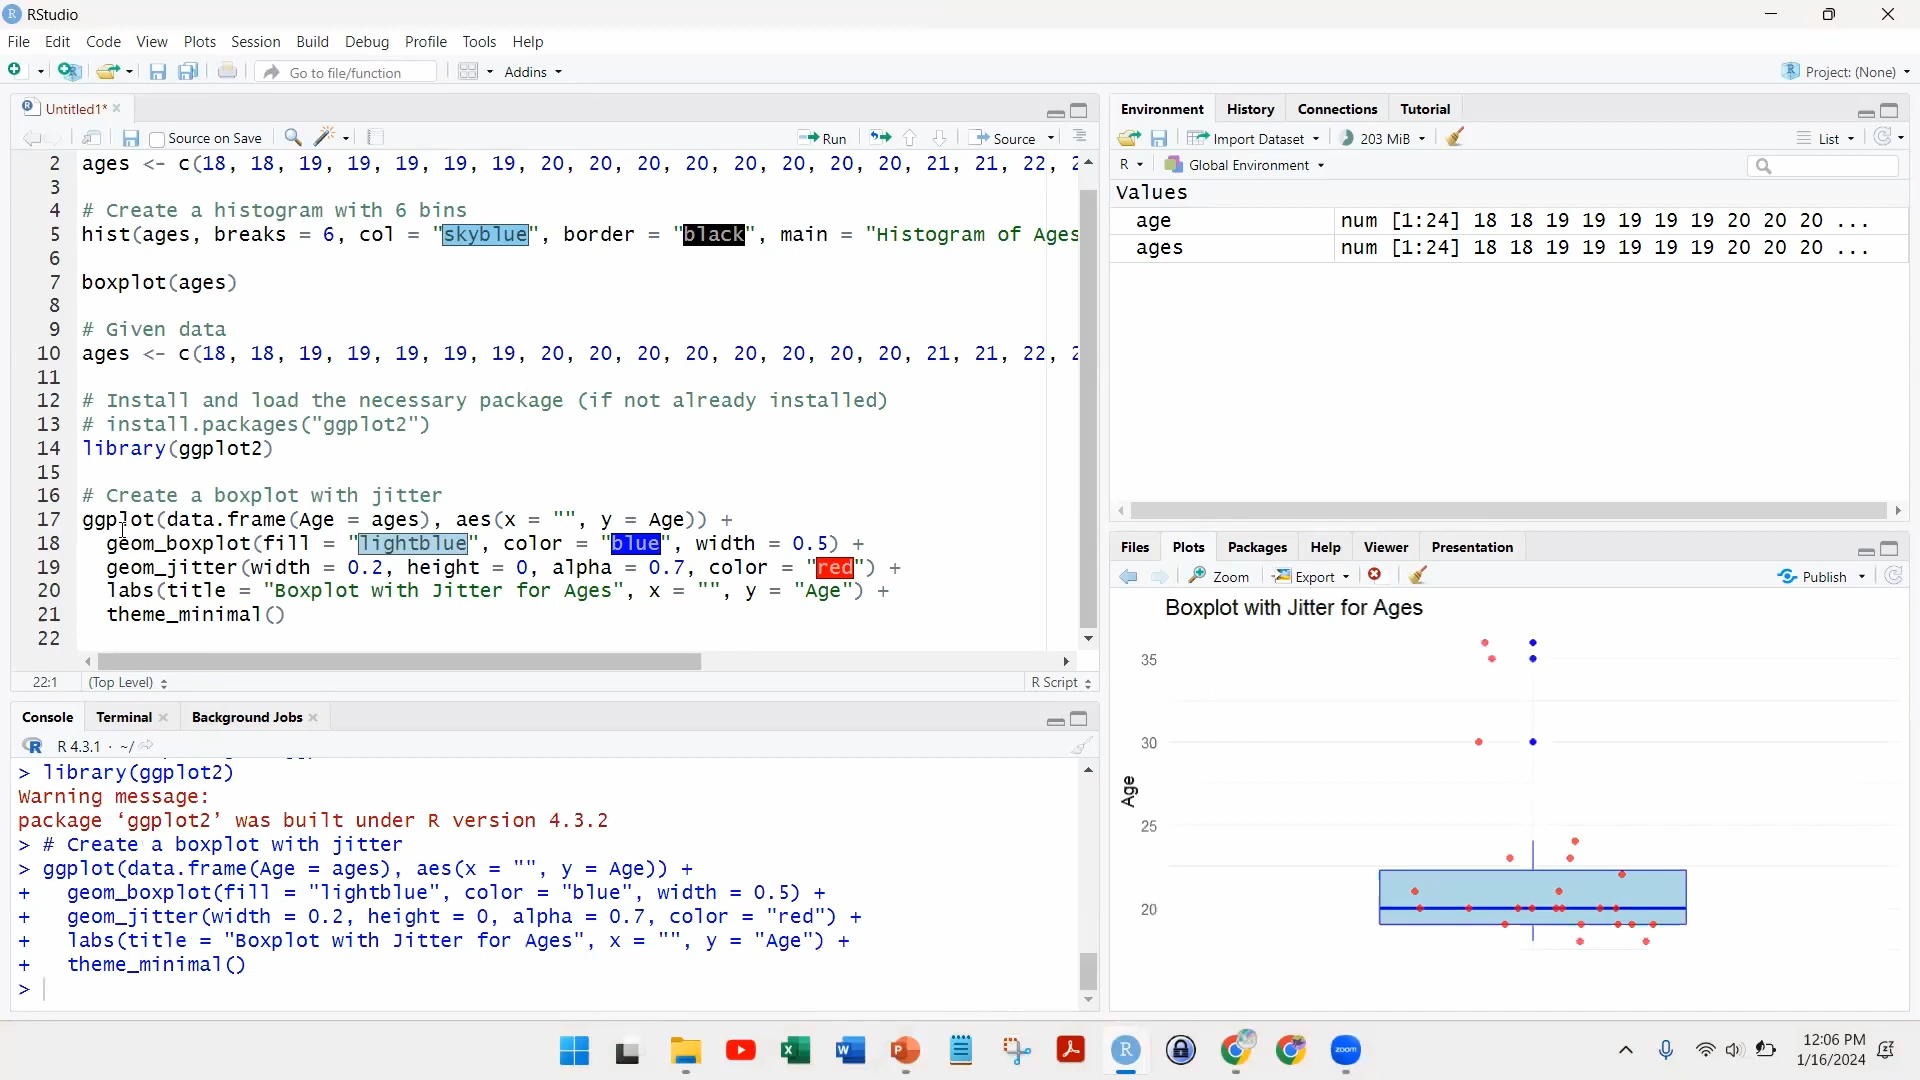 RStudio
File Edit Code View Plots Session Build Debug Profile Tools Help
Go to file/function Addins Project: (None)
Untitled1*
Source on Save Run Source
2 ages <- c(18, 18, 19, 19, 19, 19, 19, 20, 20, 20, 20, 20, 20, 20, 20, 21, 21, 22, 2
3
4 # Create a histogram with 6 bins
5 hist(ages, breaks = 6, col = "skyblue", border = "black", main = "Histogram of Ages
6
7 boxplot(ages)
8
9 # Given data
10 ages <- c(18, 18, 19, 19, 19, 19, 19, 20, 20, 20, 20, 20, 20, 20, 20, 21, 21, 22, 2
11
12 # Install and load the necessary package (if not already installed)
13 # install.packages("ggplot2")
14 library(ggplot2)
15
16 # Create a boxplot with jitter
17 ggplot(data.frame(Age = ages), aes(x = "", y = Age)) +
18 geom_boxplot(fill = "lightblue", color = "blue", width = 0.5) +
19 geom_jitter(width = 0.2, height = 0, alpha = 0.7, color = "red") +
20 labs(title = "Boxplot with Jitter for Ages", x = "", y = "Age") +
21 theme_minimal()
22
22:1 (Top Level) R Script
Console Terminal Background Jobs
R R 4.3.1 · ~/
> library(ggplot2)
Warning message:
package ‘ggplot2’ was built under R version 4.3.2
> # Create a boxplot with jitter
> ggplot(data.frame(Age = ages), aes(x = "", y = Age)) +
+ geom_boxplot(fill = "lightblue", color = "blue", width = 0.5) +
+ geom_jitter(width = 0.2, height = 0, alpha = 0.7, color = "red") +
+ labs(title = "Boxplot with Jitter for Ages", x = "", y = "Age") +
+ theme_minimal()
>
Environment History Connections Tutorial
Import Dataset 203 MiB List
R Global Environment
Values
age num [1:24] 18 18 19 19 19 19 19 20 20 20 ...
ages num [1:24] 18 18 19 19 19 19 19 20 20 20 ...
Files Plots Packages Help Viewer Presentation
Zoom Export Publish
Boxplot with Jitter for Ages
35
30
Age
25
20
zoom
12:06 PM
1/16/2024